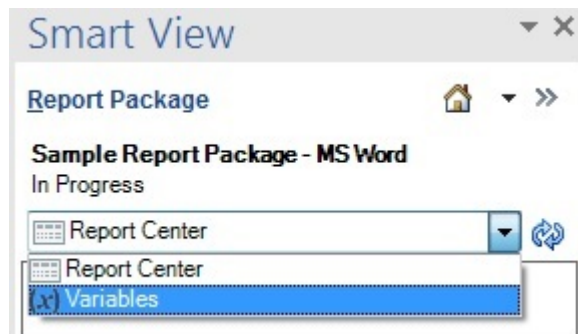 Smart View
Report Package
Sample Report Package - MS Word
In Progress
Report Center
Report Center
(x) Variables